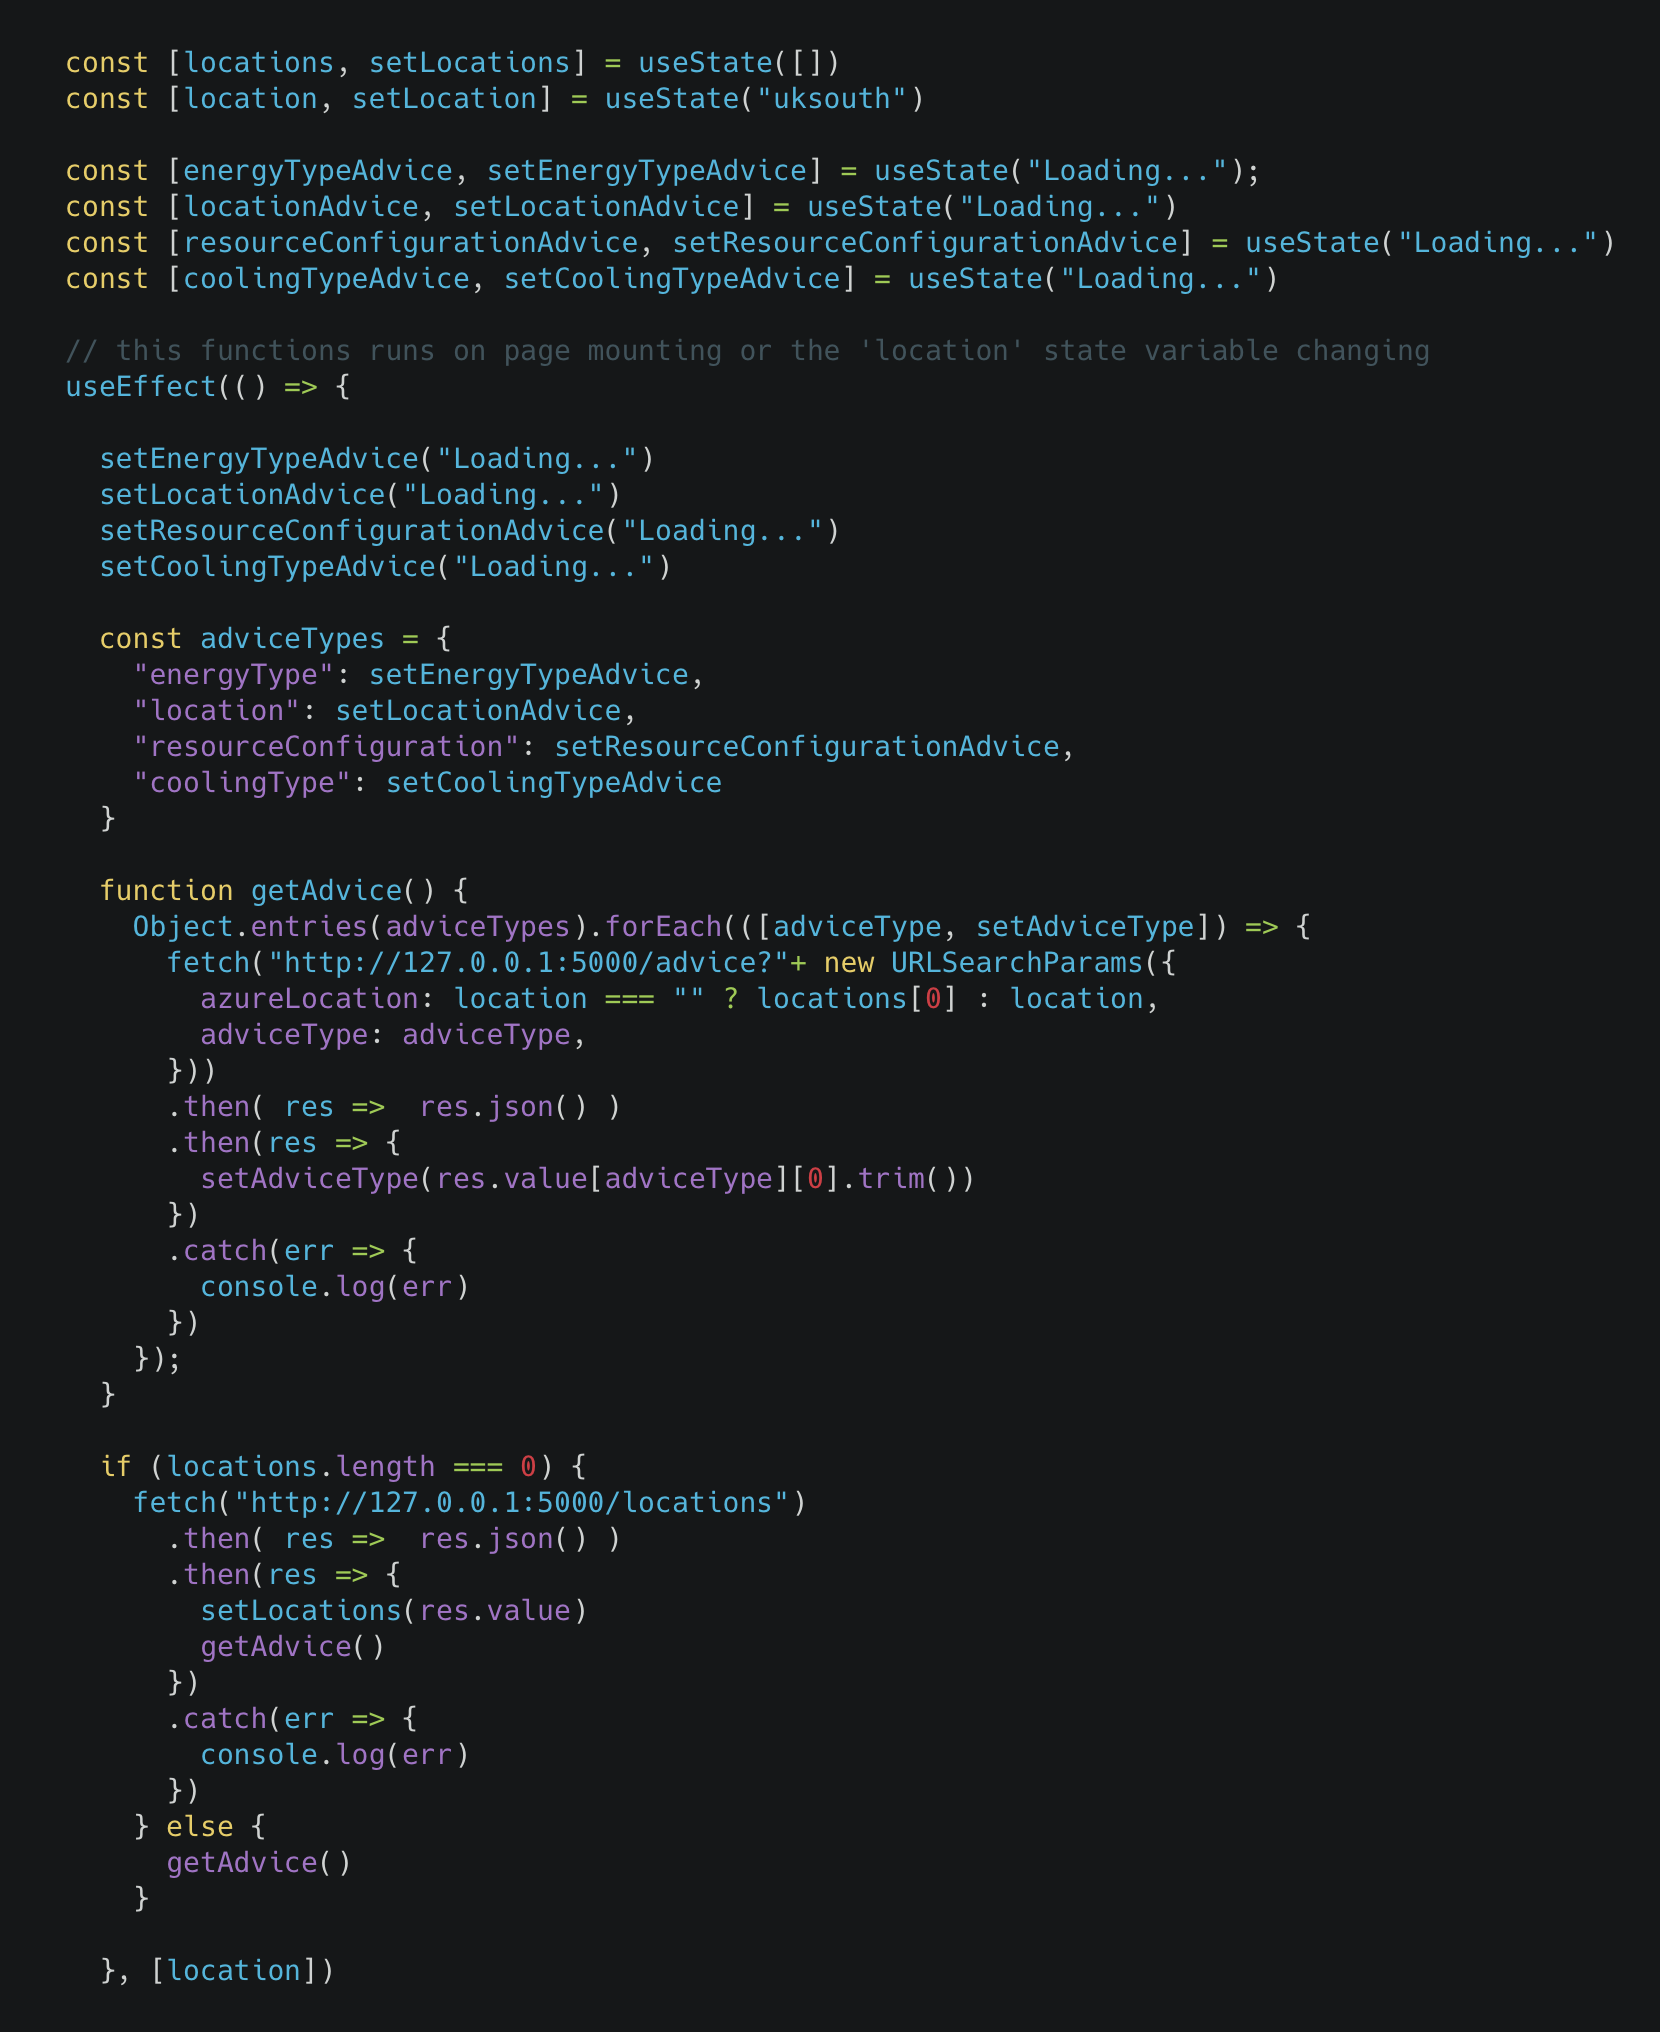 const [locations, setLocations] = useState([])
const [location, setLocation] = useState("uksouth")

const [energyTypeAdvice, setEnergyTypeAdvice] = useState("Loading...");
const [locationAdvice, setLocationAdvice] = useState("Loading...")
const [resourceConfigurationAdvice, setResourceConfigurationAdvice] = useState("Loading...")
const [coolingTypeAdvice, setCoolingTypeAdvice] = useState("Loading...")

// this functions runs on page mounting or the 'location' state variable changing
useEffect(() => {

  setEnergyTypeAdvice("Loading...")
  setLocationAdvice("Loading...")
  setResourceConfigurationAdvice("Loading...")
  setCoolingTypeAdvice("Loading...")

  const adviceTypes = {
    "energyType": setEnergyTypeAdvice,
    "location": setLocationAdvice,
    "resourceConfiguration": setResourceConfigurationAdvice,
    "coolingType": setCoolingTypeAdvice
  }

  function getAdvice() {
    Object.entries(adviceTypes).forEach(([adviceType, setAdviceType]) => {
      fetch("http://127.0.0.1:5000/advice?"+ new URLSearchParams({
        azureLocation: location === "" ? locations[0] : location,
        adviceType: adviceType,
      }))
      .then( res =>  res.json() )
      .then(res => {
        setAdviceType(res.value[adviceType][0].trim())
      })
      .catch(err => {
        console.log(err)
      })
    });
  }

  if (locations.length === 0) {
    fetch("http://127.0.0.1:5000/locations")
      .then( res =>  res.json() )
      .then(res => {
        setLocations(res.value)
        getAdvice()
      })
      .catch(err => {
        console.log(err)
      })
    } else {
      getAdvice()
    }

  }, [location])